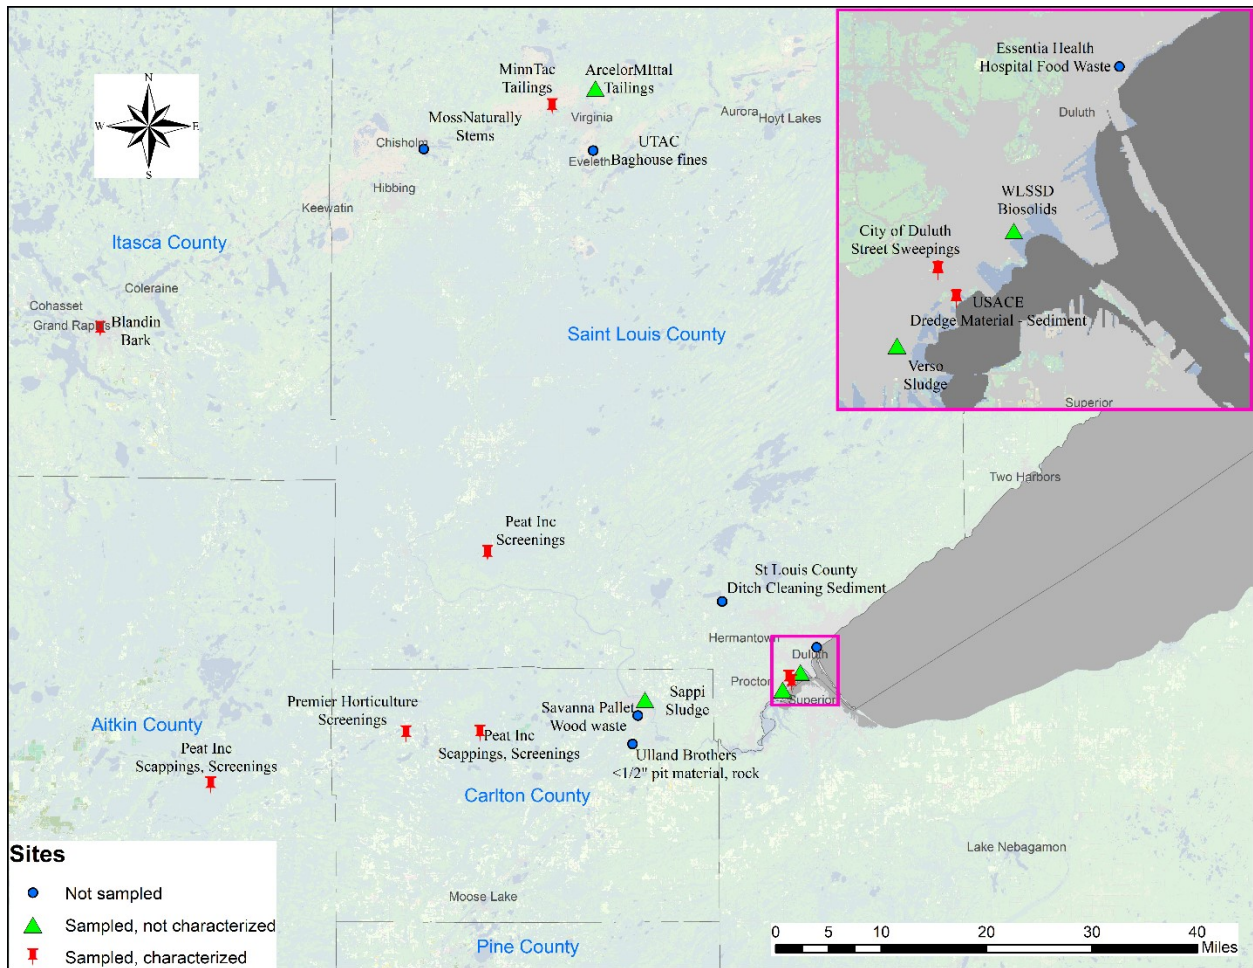 N
W
E
S
MinnTac
Tailings
ArcelorMIttal
Tailings
Virginia
Aurora
Hoyt Lakes
MossNaturally
Stems
Chisholm
UTAC
Baghouse fines
Eveleth
Hibbing
Keewatin
Itasca County
Coleraine
Cohasset
Grand Rapids
Blandin
Bark
Saint Louis County
Essentia Health
Hospital Food Waste
Duluth
WLSSD
Biosolids
City of Duluth
Street Sweepings
USACE
Dredge Material - Sediment
Verso
Sludge
Superior
Two Harbors
Peat Inc
Screenings
St Louis County
Ditch Cleaning Sediment
Hermantown
Duluth
Proctor
Superior
Premier Horticulture
Screenings
Sappi
Sludge
Savanna Pallet
Wood waste
Aitkin County
Peat Inc
Scappings, Screenings
Peat Inc
Scappings, Screenings
Ulland Brothers
<1/2" pit material, rock
Carlton County
Lake Nebagamon
Moose Lake
Pine County
Sites
Not sampled
Sampled, not characterized
Sampled, characterized
0 5 10 20 30 40
Miles